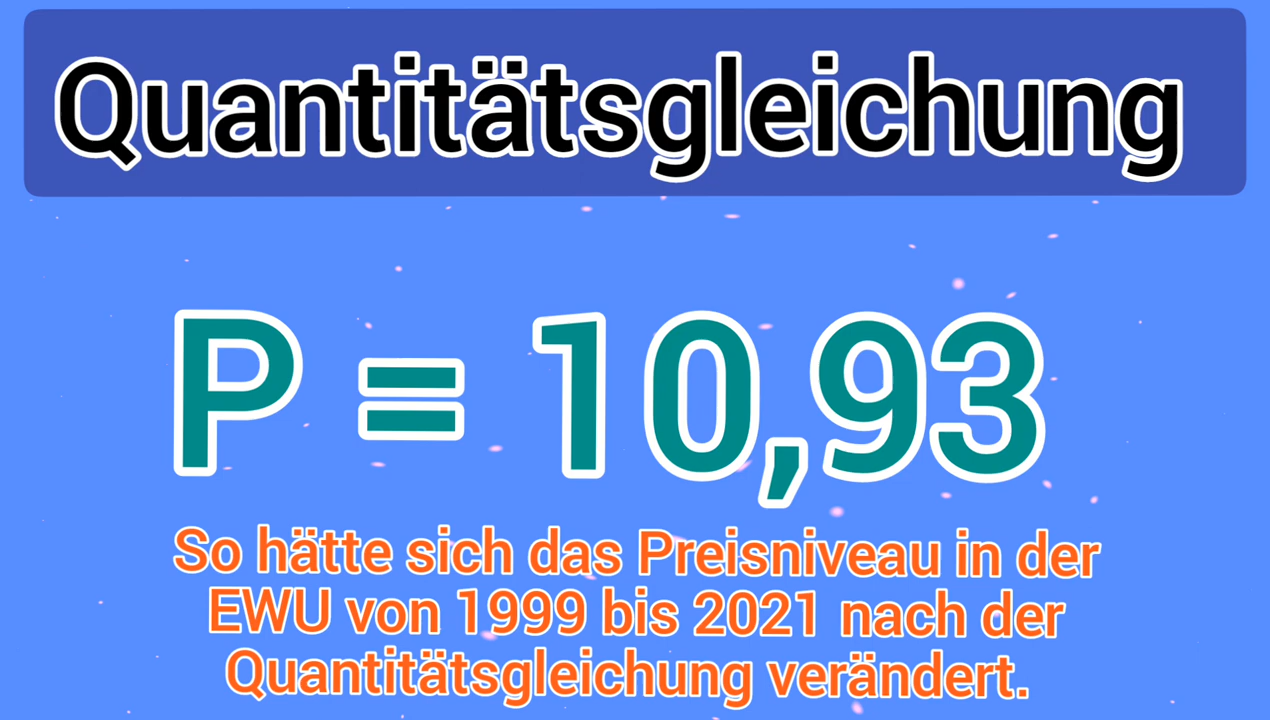 Quantitätsgleichung
P = 10,93
So hätte sich das Preisniveau in der
EWU von 1999 bis 2021 nach der
Quantitätsgleichung verändert.